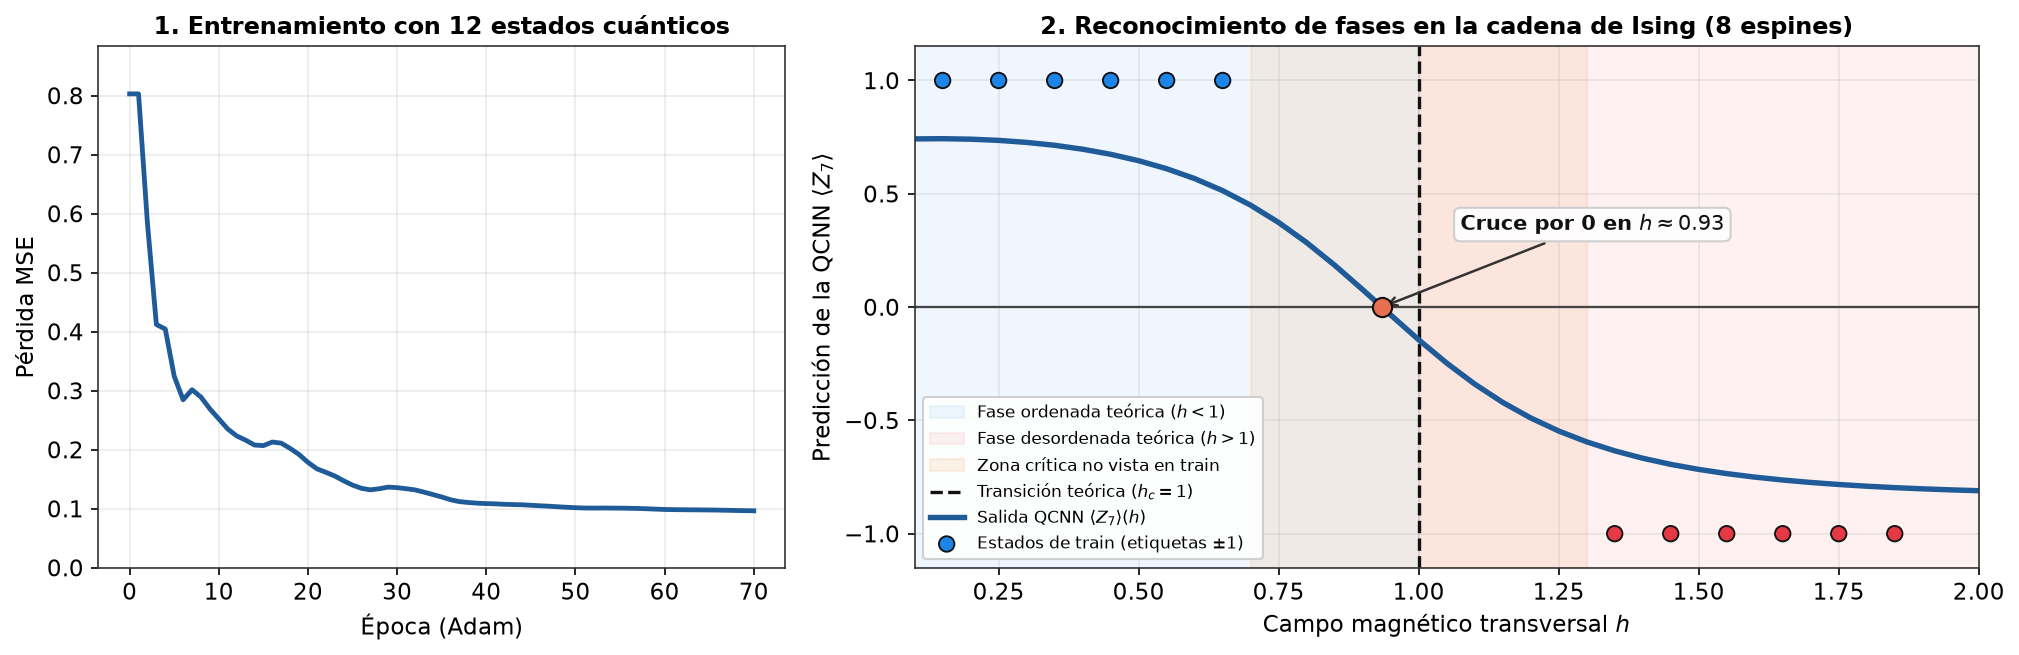 1. Entrenamiento con 12 estados cuánticos
Pérdida MSE
0.8
0.7
0.6
0.5
0.4
0.3
0.2
0.1
0.0
0 10 20 30 40 50 60 70
Época (Adam)
2. Reconocimiento de fases en la cadena de Ising (8 espines)
Predicción de la QCNN ⟨Z₇⟩
1.0
0.5
0.0
−0.5
−1.0
Cruce por 0 en h ≈ 0.93
Fase ordenada teórica (h < 1)
Fase desordenada teórica (h > 1)
Zona crítica no vista en train
Transición teórica (h_c = 1)
Salida QCNN ⟨Z₇⟩(h)
Estados de train (etiquetas ±1)
0.25 0.50 0.75 1.00 1.25 1.50 1.75 2.00
Campo magnético transversal h